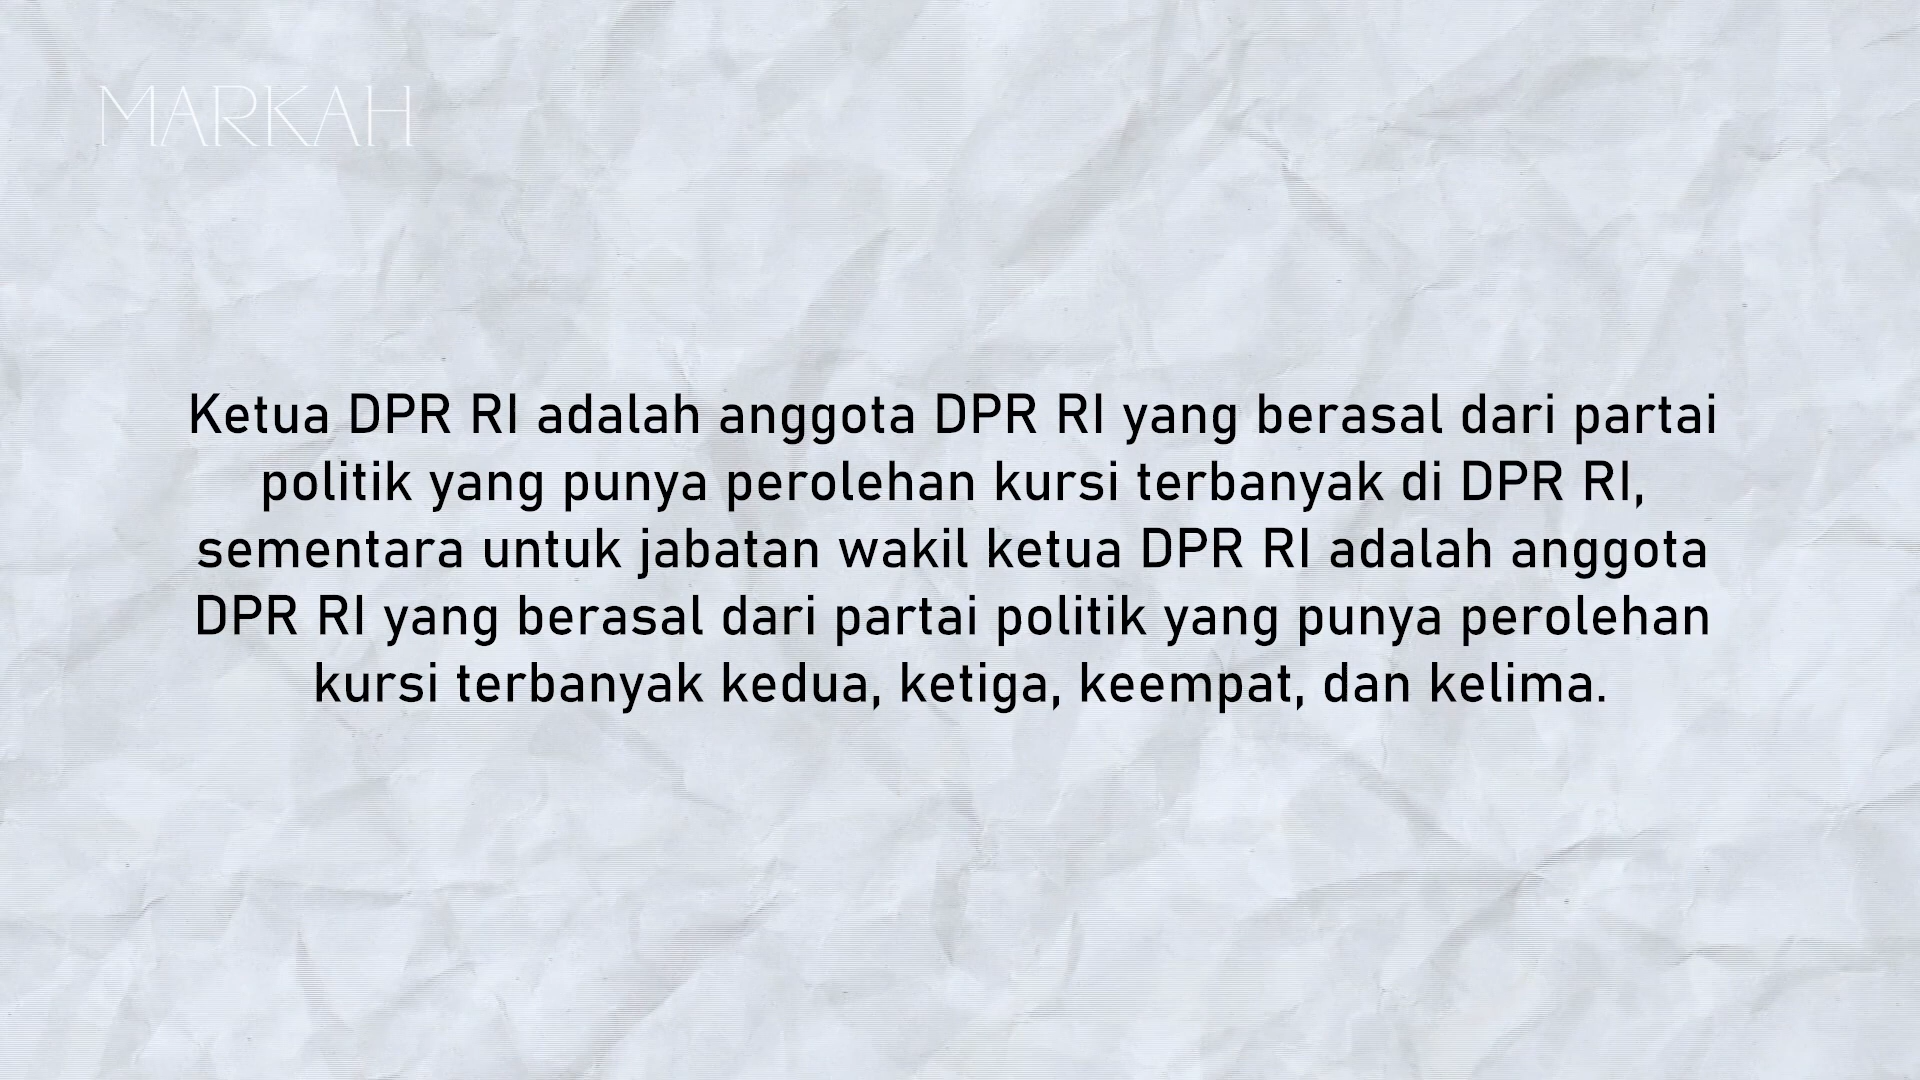 MARKAH
Ketua DPR RI adalah anggota DPR RI yang berasal dari partai
politik yang punya perolehan kursi terbanyak di DPR RI,
sementara untuk jabatan wakil ketua DPR RI adalah anggota
DPR RI yang berasal dari partai politik yang punya perolehan
kursi terbanyak kedua, ketiga, keempat, dan kelima.